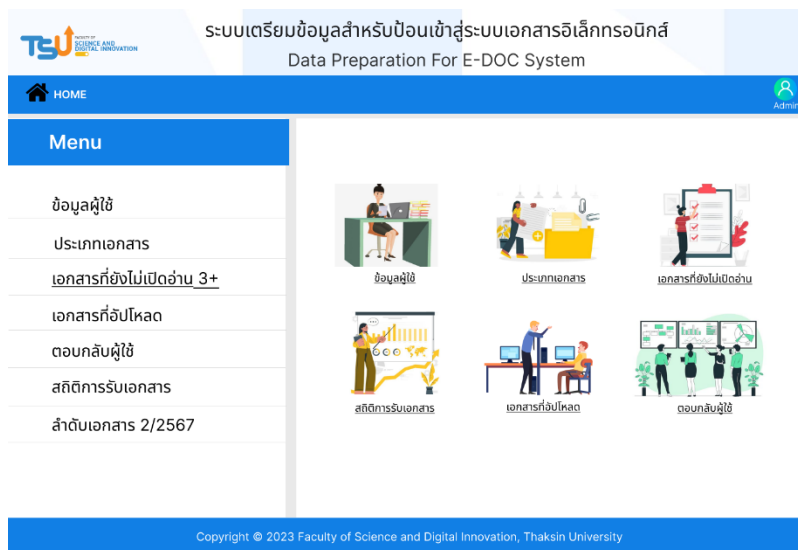 ระบบเตรียมข้อมูลสำหรับป้อนเข้าสู่ระบบเอกสารอิเล็กทรอนิกส์
TSU FACULTY OF
SCIENCE AND
DIGITAL INNOVATION
Data Preparation For E-DOC System
HOME
Admin
Menu
ข้อมูลผู้ใช้
ประเภทเอกสาร
เอกสารที่ยังไม่เปิดอ่าน 3+
เอกสารที่อัปโหลด
ตอบกลับผู้ใช้
สถิติการรับเอกสาร
ลำดับเอกสาร 2/2567
ข้อมูลผู้ใช้
ประเภทเอกสาร
เอกสารที่ยังไม่เปิดอ่าน
สถิติการรับเอกสาร
เอกสารที่อัปโหลด
ตอบกลับผู้ใช้
Copyright © 2023 Faculty of Science and Digital Innovation, Thaksin University